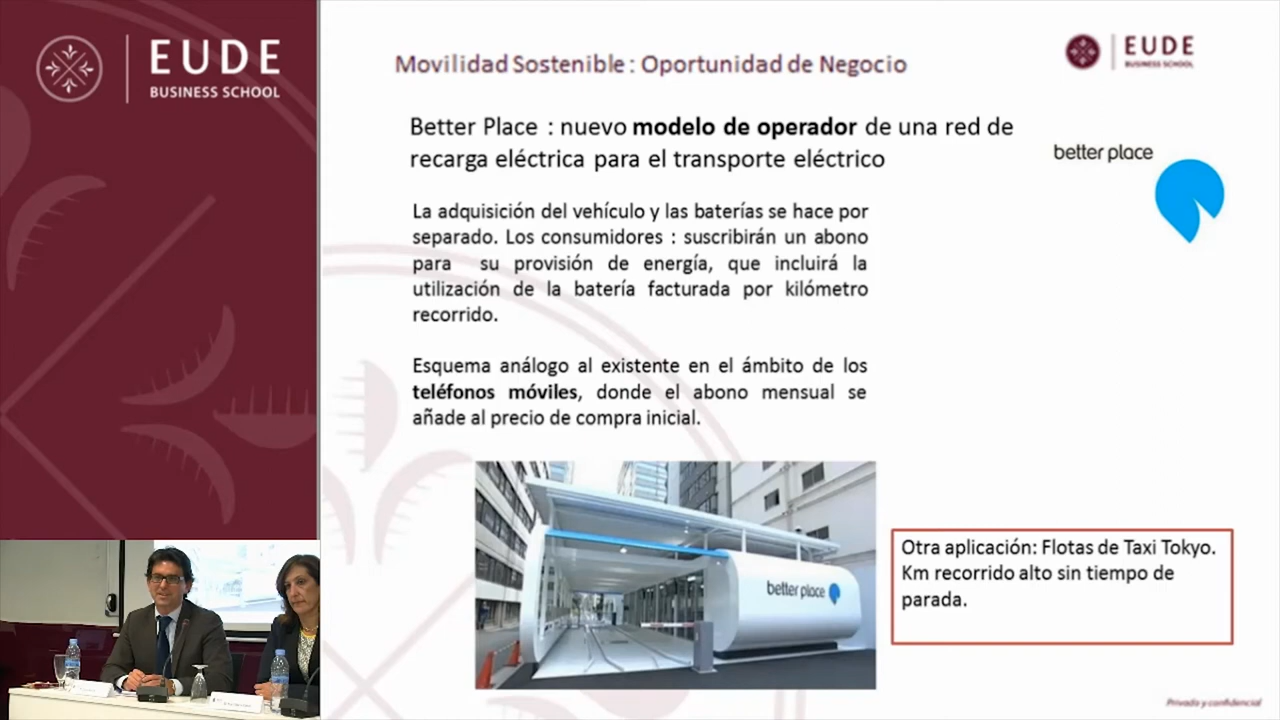 EUDE
BUSINESS SCHOOL
Movilidad Sostenible : Oportunidad de Negocio
EUDE
BUSINESS SCHOOL
Better Place : nuevo modelo de operador de una red de
recarga eléctrica para el transporte eléctrico
better place
La adquisición del vehículo y las baterías se hace por
separado. Los consumidores : suscribirán un abono
para su provisión de energía, que incluirá la
utilización de la batería facturada por kilómetro
recorrido.
Esquema análogo al existente en el ámbito de los
teléfonos móviles, donde el abono mensual se
añade al precio de compra inicial.
better place
Otra aplicación: Flotas de Taxi Tokyo.
Km recorrido alto sin tiempo de
parada.
Privado y confidencial